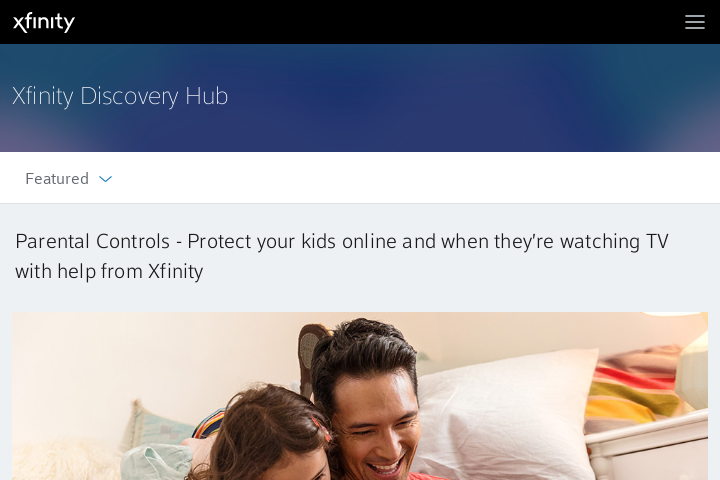 xfinity
Xfinity Discovery Hub
Featured
Parental Controls - Protect your kids online and when they're watching TV
with help from Xfinity